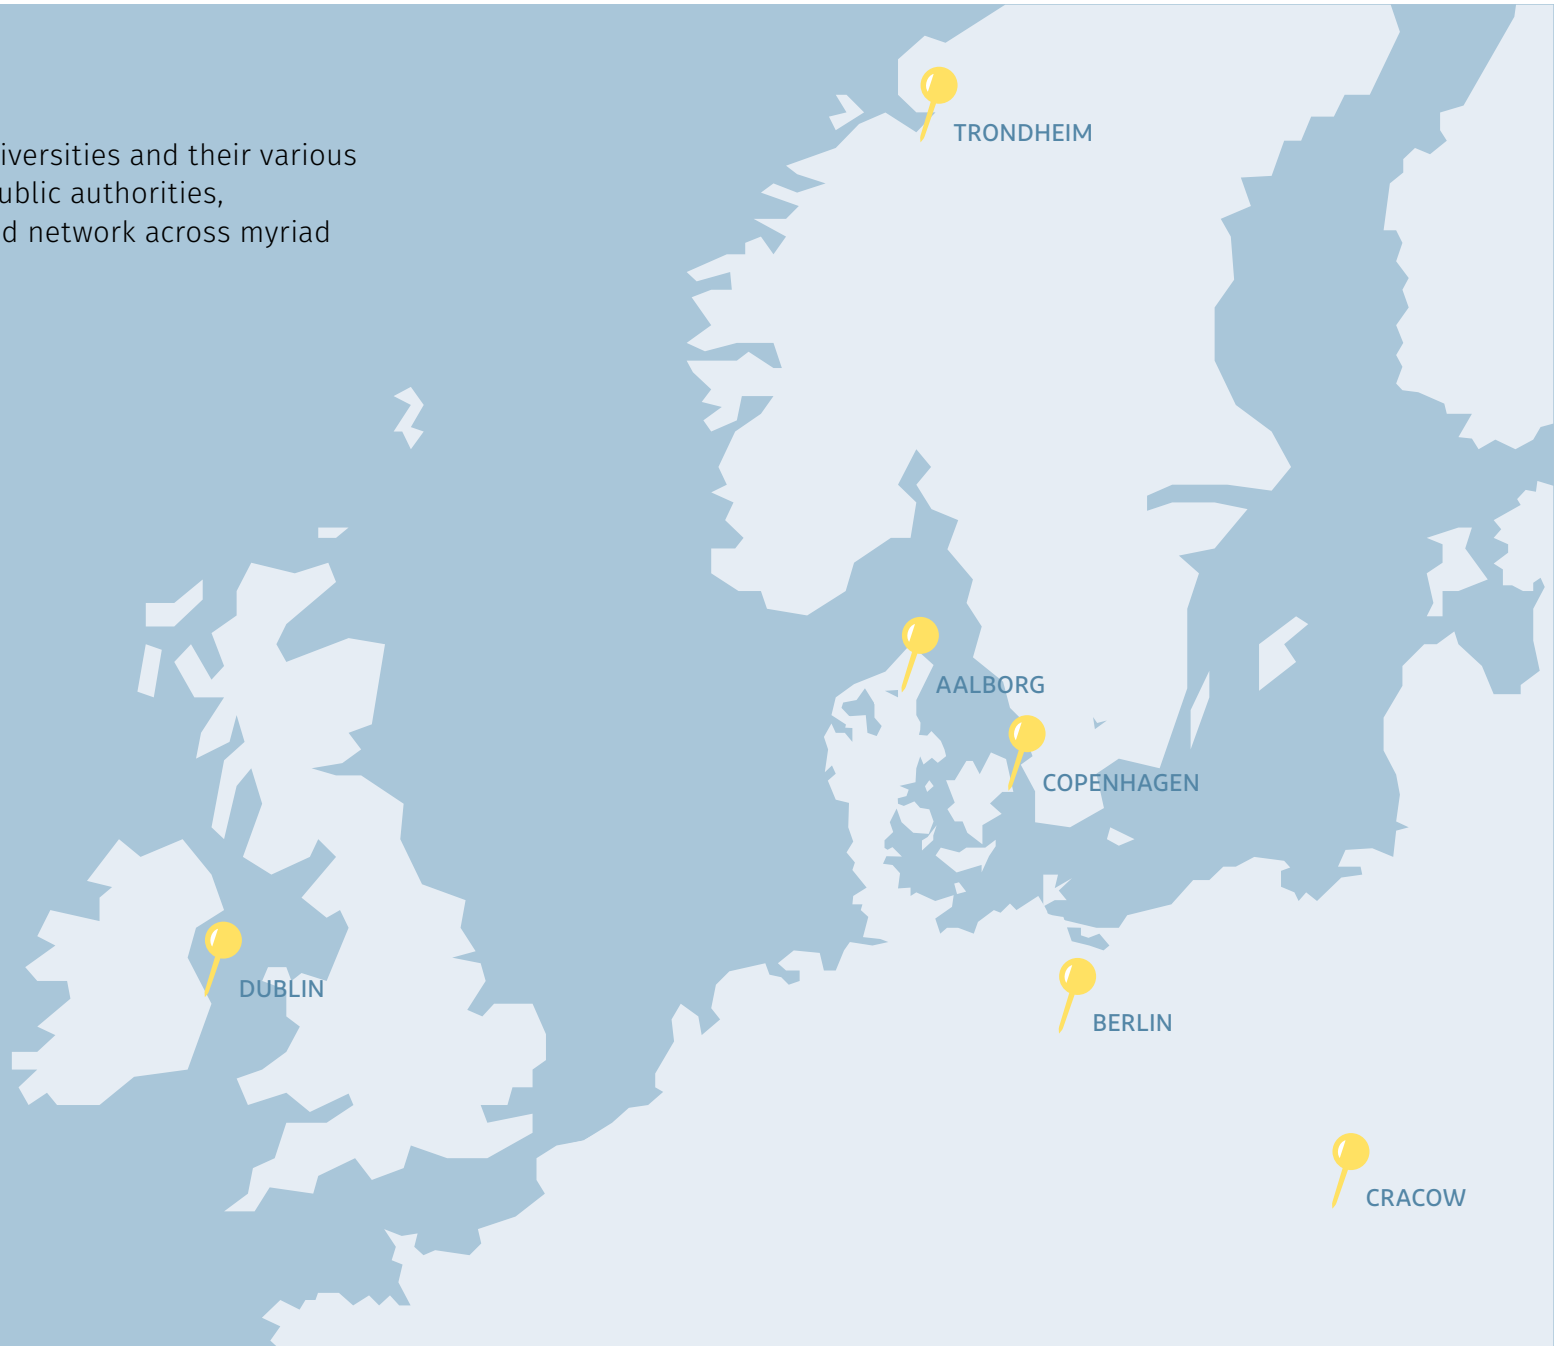 iversities and their various
ublic authorities,
d network across myriad
TRONDHEIM
AALBORG
COPENHAGEN
DUBLIN
BERLIN
CRACOW